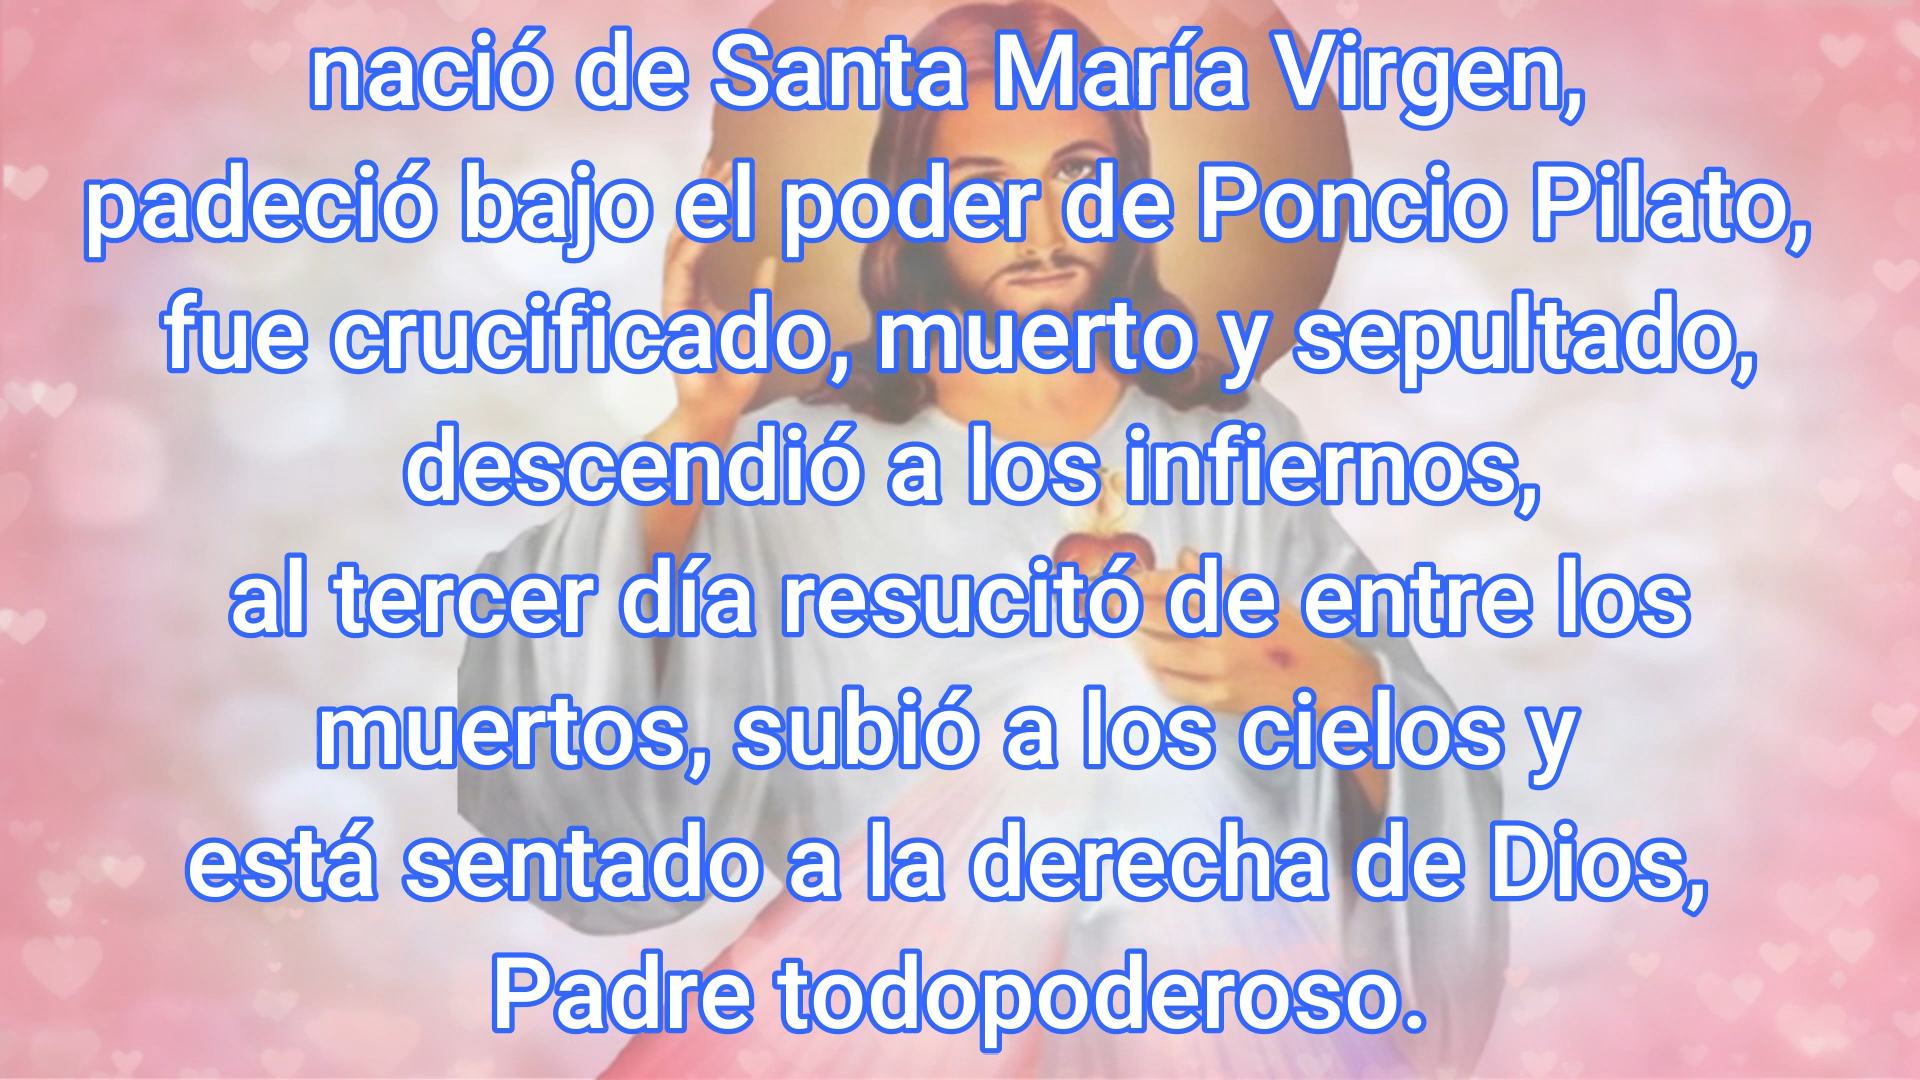 nació de Santa María Virgen,
padeció bajo el poder de Poncio Pilato,
fue crucificado, muerto y sepultado,
descendió a los infiernos,
al tercer día resucitó de entre los
muertos, subió a los cielos y
está sentado a la derecha de Dios,
Padre todopoderoso.